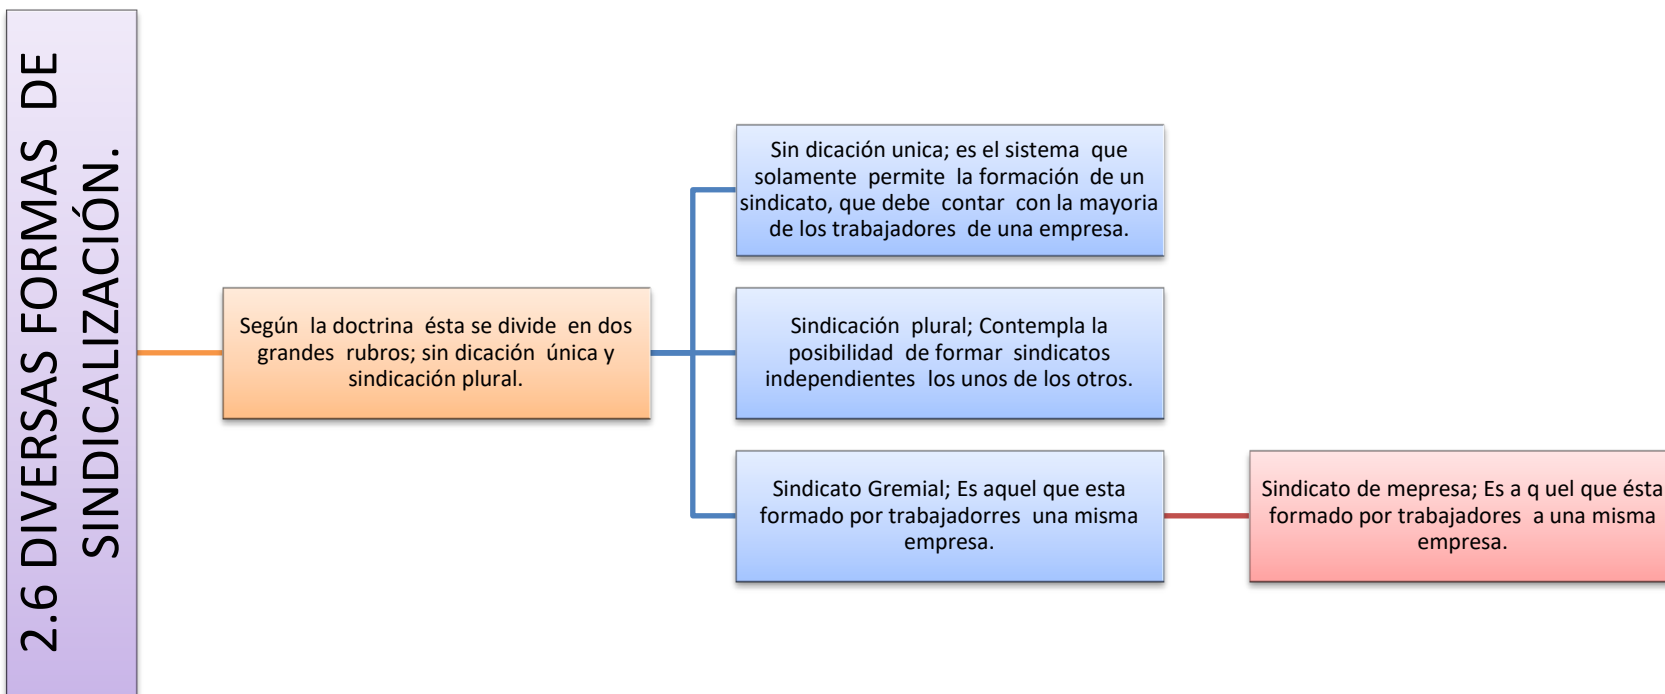 2.6 DIVERSAS FORMAS DE
SINDICALIZACIÓN.
Según la doctrina ésta se divide en dos
grandes rubros; sin dicación única y
sindicación plural.
Sin dicación unica; es el sistema que
solamente permite la formación de un
sindicato, que debe contar con la mayoria
de los trabajadores de una empresa.
Sindicación plural; Contempla la
posibilidad de formar sindicatos
independientes los unos de los otros.
Sindicato Gremial; Es aquel que esta
formado por trabajadorres una misma
empresa.
Sindicato de mepresa; Es a q uel que ésta
formado por trabajadores a una misma
empresa.